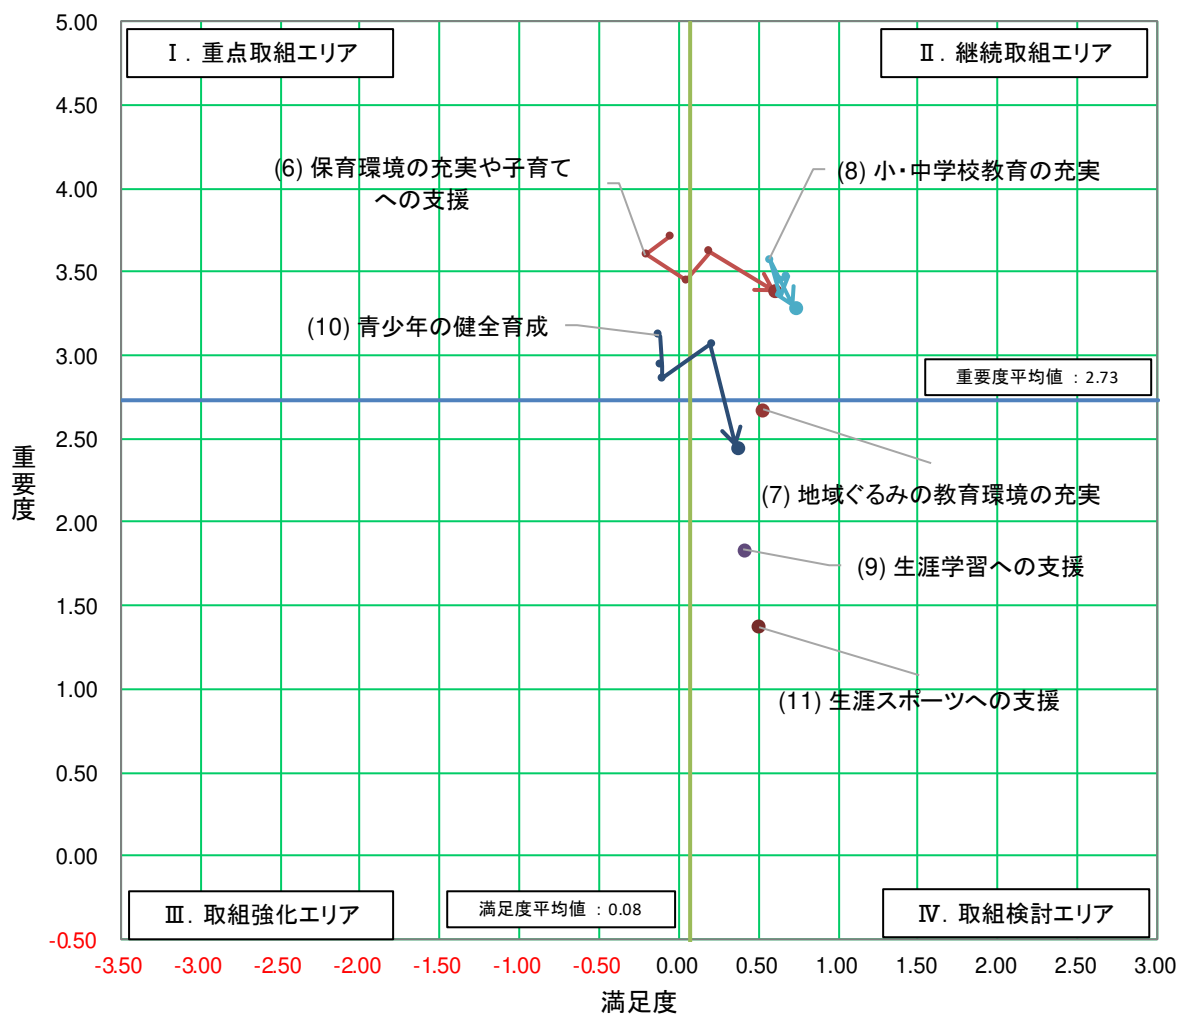 5.00
Ⅰ．重点取組エリア
Ⅱ．継続取組エリア
4.50
4.00
(6) 保育環境の充実や子育て
への支援
(8) 小・中学校教育の充実
3.50
(10) 青少年の健全育成
3.00
重要度平均値 ：2.73
2.50
重要度
(7) 地域ぐるみの教育環境の充実
2.00
(9) 生涯学習への支援
1.50
1.00
(11) 生涯スポーツへの支援
0.50
0.00
Ⅲ．取組強化エリア
満足度平均値 ：0.08
Ⅳ．取組検討エリア
-0.50
-3.50 -3.00 -2.50 -2.00 -1.50 -1.00 -0.50 0.00 0.50 1.00 1.50 2.00 2.50 3.00
満足度